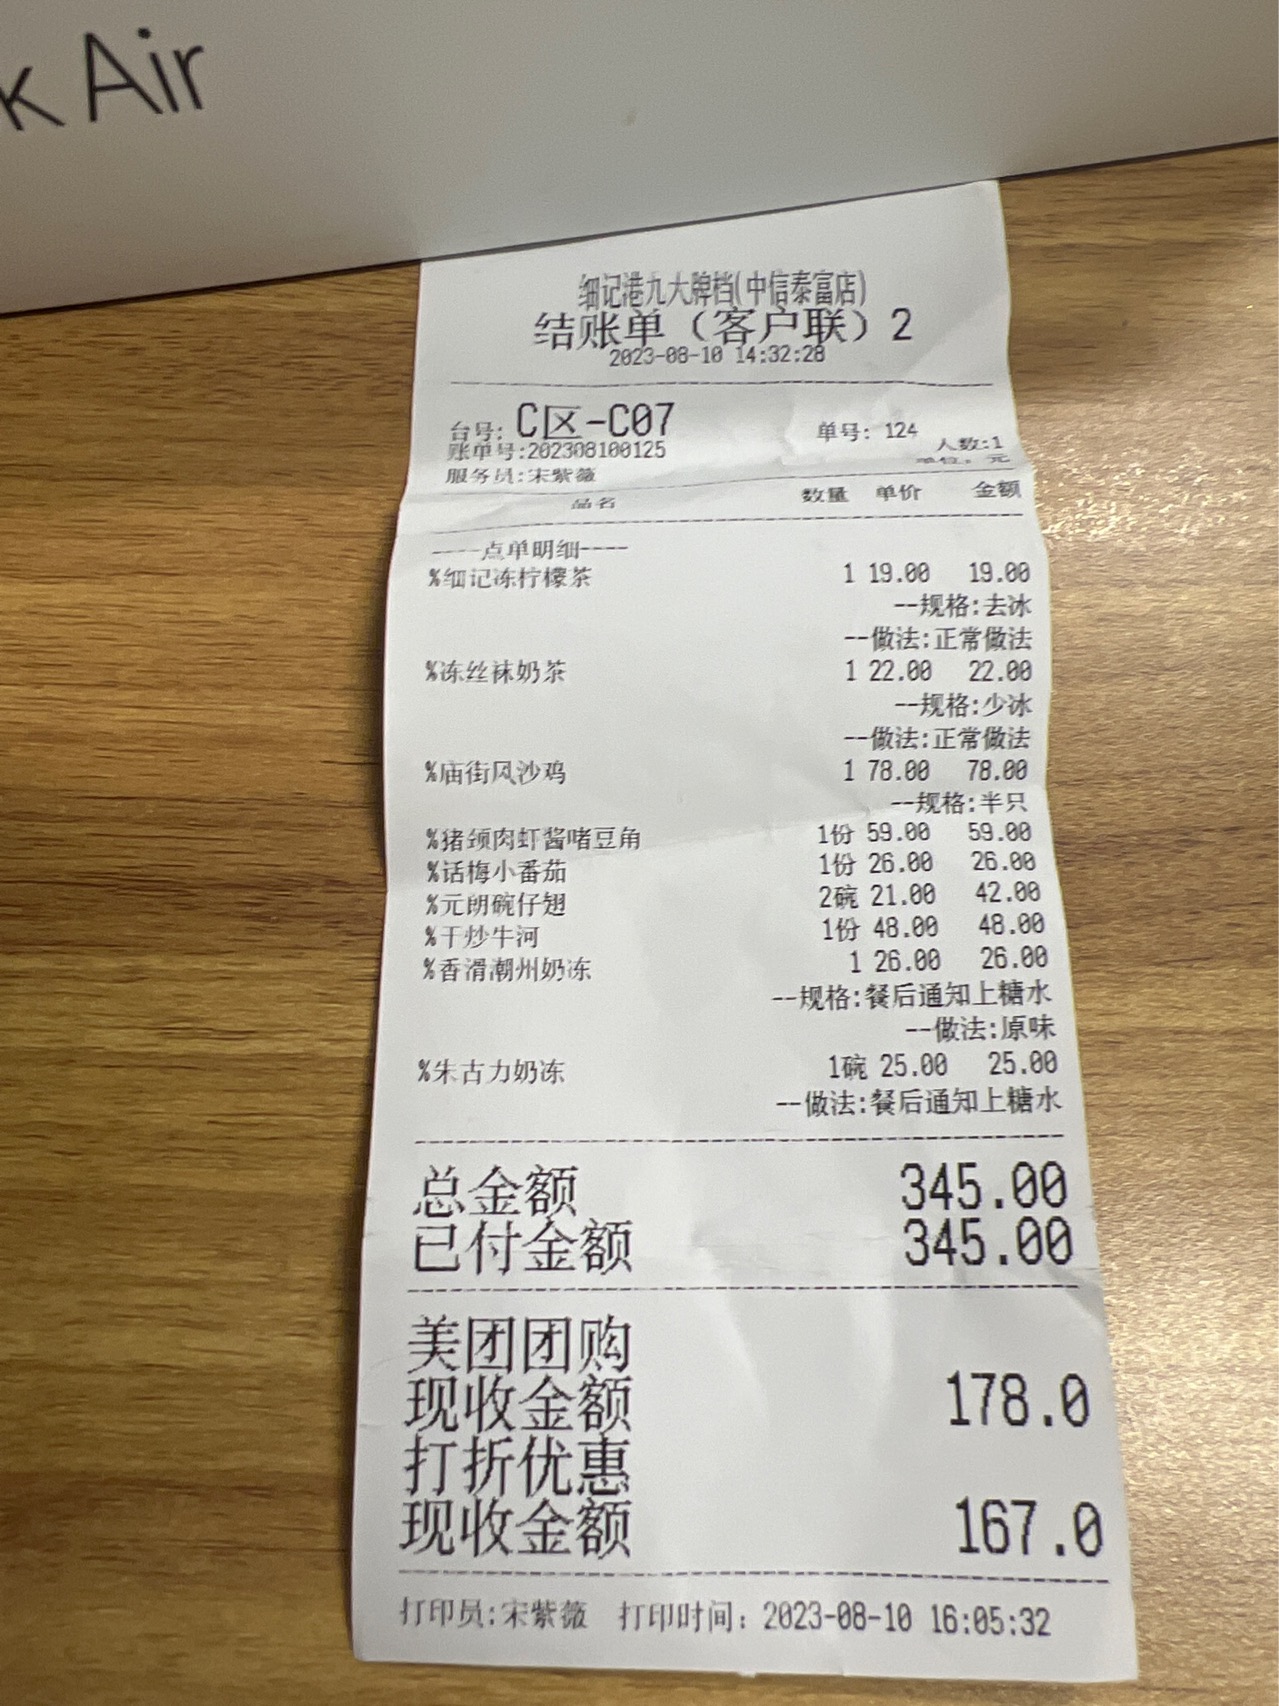 k Air
细记港九大牌档(中信泰富店)
结账单（客户联）2
2023-08-10 14:32:28
台号: C区-C07 单号: 124
账单号:202308100125 人数:1
服务员:宋紫薇 单位: 元
品名 数量 单价 金额
----点单明细----
%细记冻柠檬茶 1 19.00 19.00
--规格:去冰
--做法:正常做法
%冻丝袜奶茶 1 22.00 22.00
--规格:少冰
--做法:正常做法
%庙街风沙鸡 1 78.00 78.00
--规格:半只
%猪颈肉虾酱啫豆角 1份 59.00 59.00
%话梅小番茄 1份 26.00 26.00
%元朗碗仔翅 2碗 21.00 42.00
%干炒牛河 1份 48.00 48.00
%香滑潮州奶冻 1 26.00 26.00
--规格:餐后通知上糖水
--做法:原味
%朱古力奶冻 1碗 25.00 25.00
--做法:餐后通知上糖水
总金额 345.00
已付金额 345.00
美团团购
现收金额 178.0
打折优惠
现收金额 167.0
打印员:宋紫薇 打印时间: 2023-08-10 16:05:32